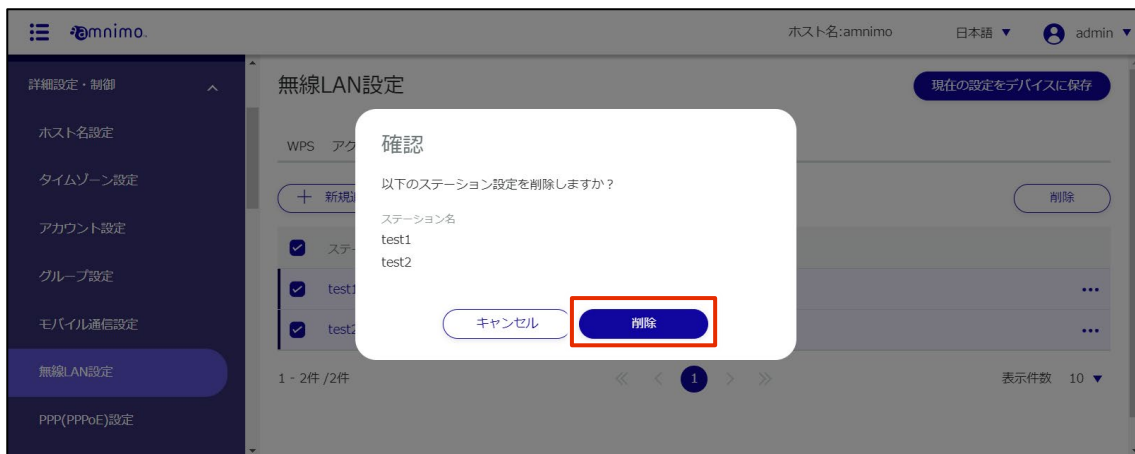 amnimo
ホスト名:amnimo
日本語 ▼
admin ▼
詳細設定・制御
ホスト名設定
タイムゾーン設定
アカウント設定
グループ設定
モバイル通信設定
無線LAN設定
PPP(PPPoE)設定
無線LAN設定
現在の設定をデバイスに保存
WPS アク
新規
削除
ステー
test1
test2
確認
以下のステーション設定を削除しますか？
ステーション名
test1
test2
キャンセル
削除
1 - 2件 /2件
≪ < 1 > ≫
表示件数 10 ▼